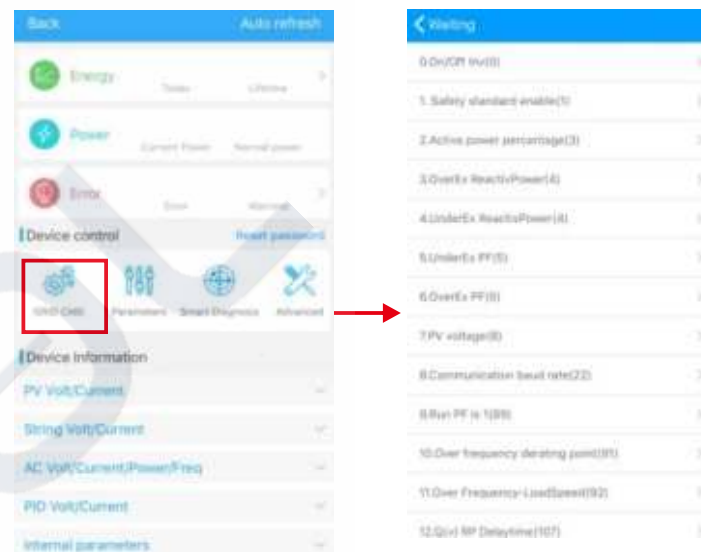 Back
Auto refresh
Energy
Today
Lifetime
Power
Current Power
Normal power
Error
Error
Warning
Device control
Reset password
Parameters
Smart Diagnosis
Advanced
Device Information
PV Volt/Current
String Volt/Current
AC Volt/Current/Power/Freq
PID Volt/Current
Internal parameters
0.On/Off Inv(0)
1. Safety standard enable(1)
2.Active power percentage(3)
3.OverEx ReactivPower(4)
4.UnderEx ReactivPower(4)
5.UnderEx PF(5)
6.OverEx PF(5)
7.PV voltage(8)
8.Communication baud rate(22)
9.Run PF is 1(89)
10.Over frequency derating point(91)
11.Over Frequency-LoadSpeed(92)
12.Q(v) RP Delaytime(107)